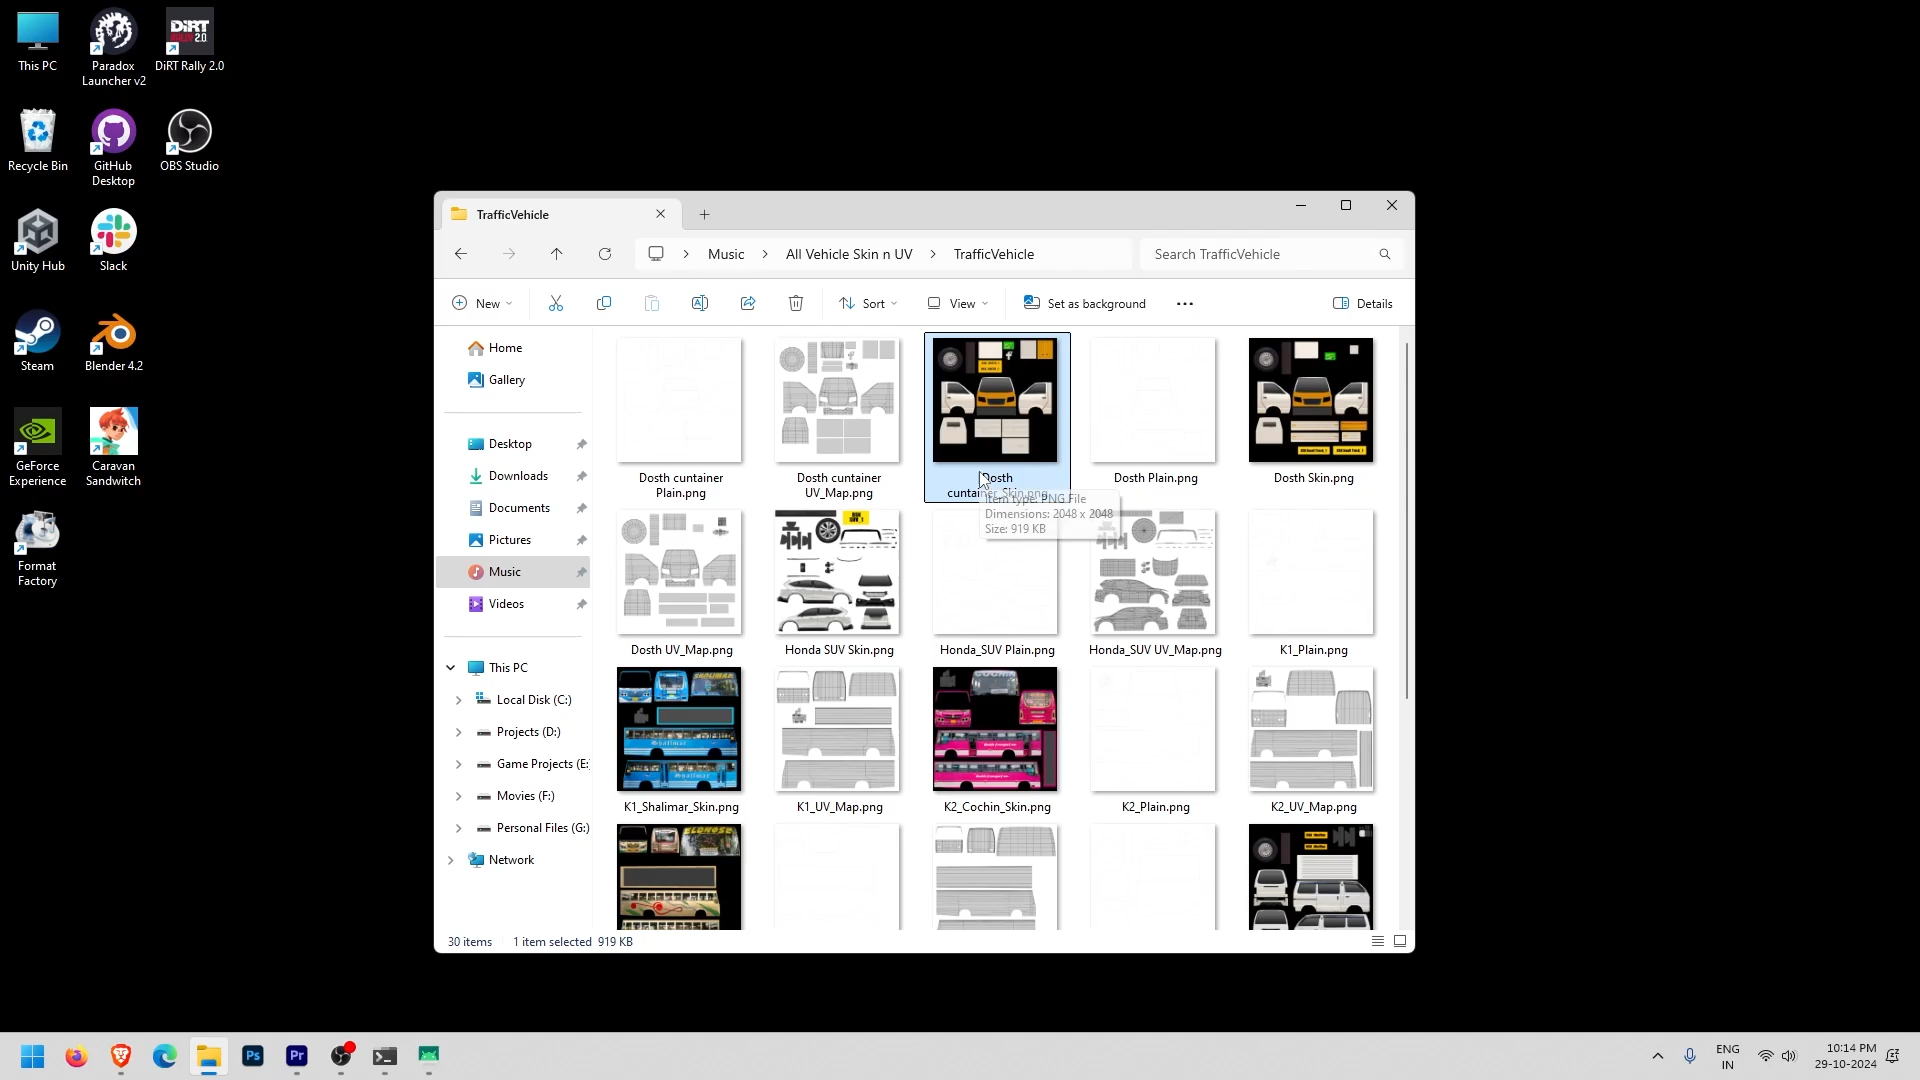 This PC
Paradox
Launcher v2
DiRT Rally 2.0
Recycle Bin
GitHub
Desktop
OBS Studio
Unity Hub
Slack
Steam
Blender 4.2
GeForce
Experience
Caravan
Sandwitch
Format
Factory
TrafficVehicle
Music
All Vehicle Skin n UV
TrafficVehicle
Search TrafficVehicle
New
Sort
View
Set as background
Details
Home
Gallery
Desktop
Downloads
Documents
Pictures
Music
Videos
This PC
Local Disk (C:)
Projects (D:)
Game Projects (E:
Movies (F:)
Personal Files (G:)
Network
Dosth cuntainer
Plain.png
Dosth cuntainer
UV_Map.png
Dosth
cuntainer_Skin.png
Dosth Plain.png
Dosth Skin.png
Item type: PNG File
Dimensions: 2048 x 2048
Size: 919 KB
Dosth UV_Map.png
Honda SUV Skin.png
Honda_SUV Plain.png
Honda_SUV UV_Map.png
K1_Plain.png
K1_Shalimar_Skin.png
K1_UV_Map.png
K2_Cochin_Skin.png
K2_Plain.png
K2_UV_Map.png
30 items
1 item selected
919 KB
Ps
Pr
ENG
IN
10:14 PM
29-10-2024